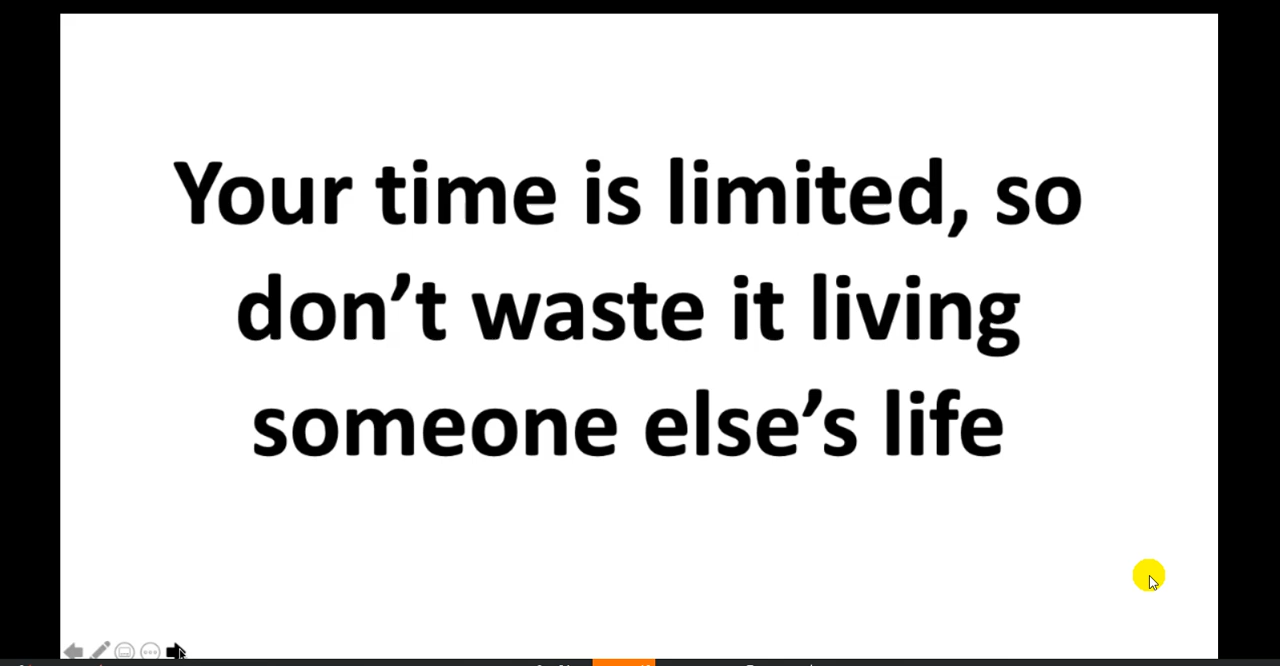 Your time is limited, so
don’t waste it living
someone else’s life